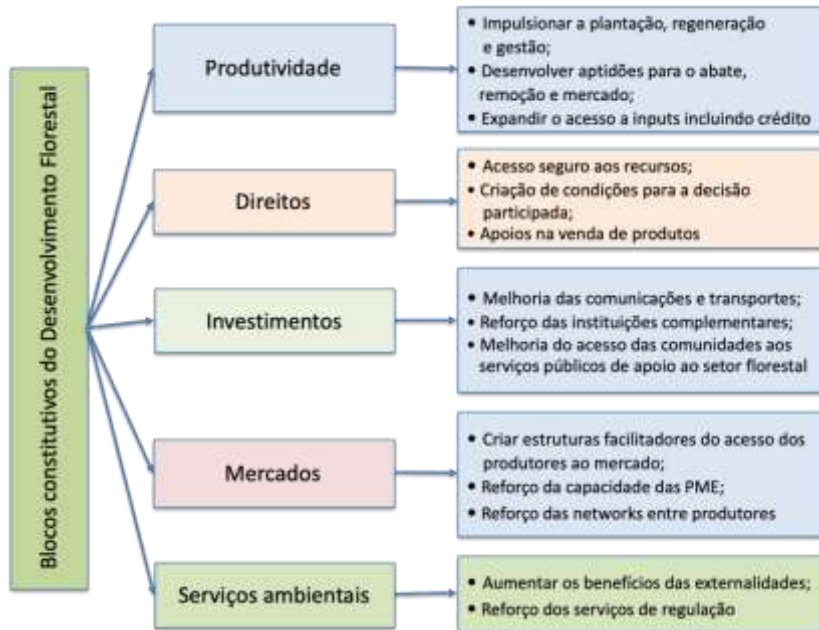 Blocos constitutivos do Desenvolvimento Florestal
Produtividade
• Impulsionar a plantação, regeneração
e gestão;
• Desenvolver aptidões para o abate,
remoção e mercado;
• Expandir o acesso a inputs incluindo crédito
Direitos
• Acesso seguro aos recursos;
• Criação de condições para a decisão
participada;
• Apoios na venda de produtos
Investimentos
• Melhoria das comunicações e transportes;
• Reforço das instituições complementares;
• Melhoria do acesso das comunidades aos
serviços públicos de apoio ao setor florestal
Mercados
• Criar estruturas facilitadores do acesso dos
produtores ao mercado;
• Reforço da capacidade das PME;
• Reforço das networks entre produtores
Serviços ambientais
• Aumentar os benefícios das externalidades;
• Reforço dos serviços de regulação